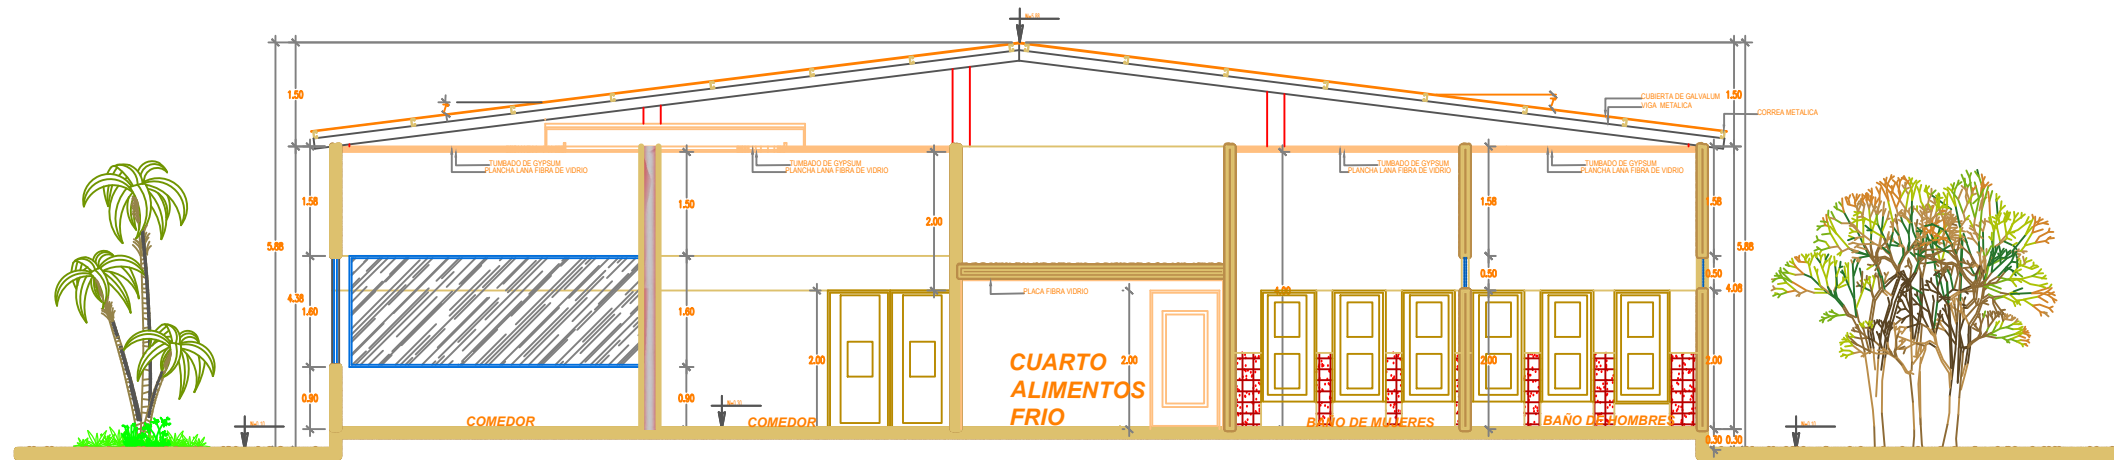 1.50
1.50
CUBIERTA DE GALVALUM
VIGA METALICA
CORREA METALICA
TUMBADO DE GYPSUM
PLANCHA LANA FIBRA DE VIDRIO
TUMBADO DE GYPSUM
PLANCHA LANA FIBRA DE VIDRIO
TUMBADO DE GYPSUM
PLANCHA LANA FIBRA DE VIDRIO
TUMBADO DE GYPSUM
PLANCHA LANA FIBRA DE VIDRIO
1.58
1.50
2.00
1.58
1.58
5.88
5.88
4.38
0.50
0.50
4.08
PLACA FIBRA VIDRIO
4.00
1.60
1.60
2.00
2.00
2.00
2.00
CUARTO
ALIMENTOS
FRIO
0.90
0.90
COMEDOR
COMEDOR
BAÑO DE MUJERES
BAÑO DE HOMBRES
0.30
0.30